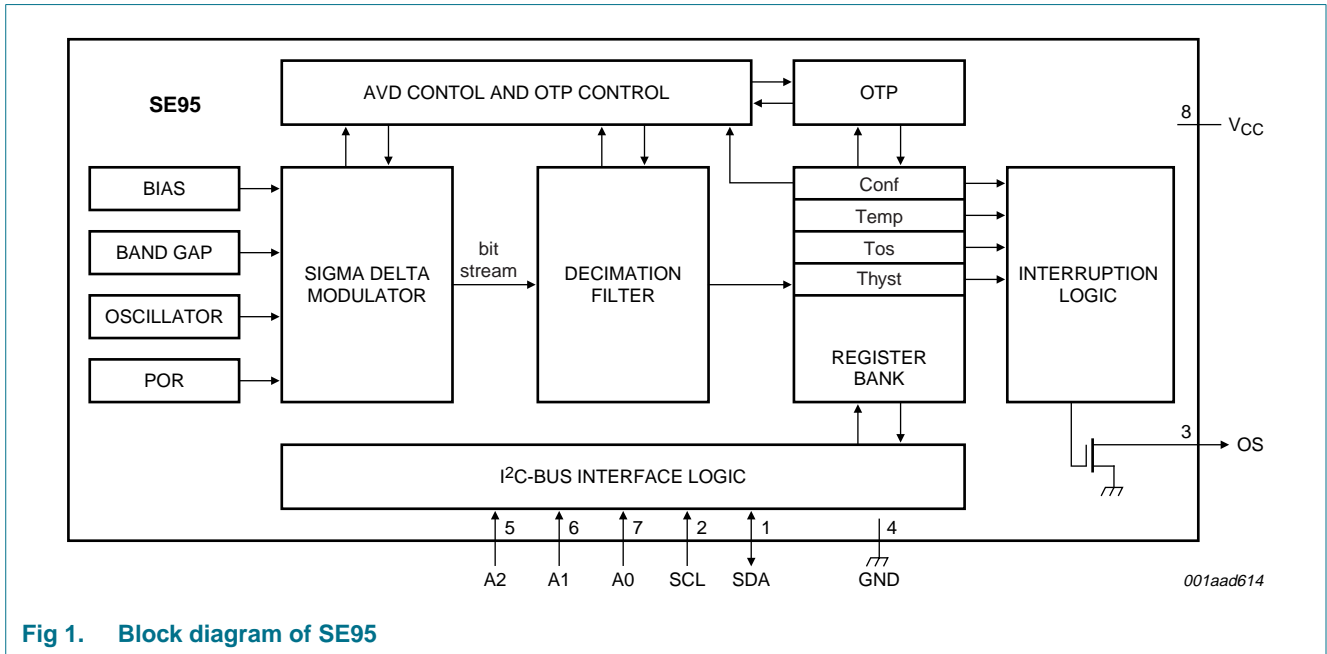 SE95
AVD CONTOL AND OTP CONTROL
OTP
8
VCC
BIAS
BAND GAP
OSCILLATOR
POR
SIGMA DELTA
MODULATOR
bit
stream
DECIMATION
FILTER
Conf
Temp
Tos
Thyst
REGISTER
BANK
INTERRUPTION
LOGIC
3
OS
I2C-BUS INTERFACE LOGIC
5
6
7
2
1
4
A2
A1
A0
SCL
SDA
GND
001aad614
Fig 1. Block diagram of SE95